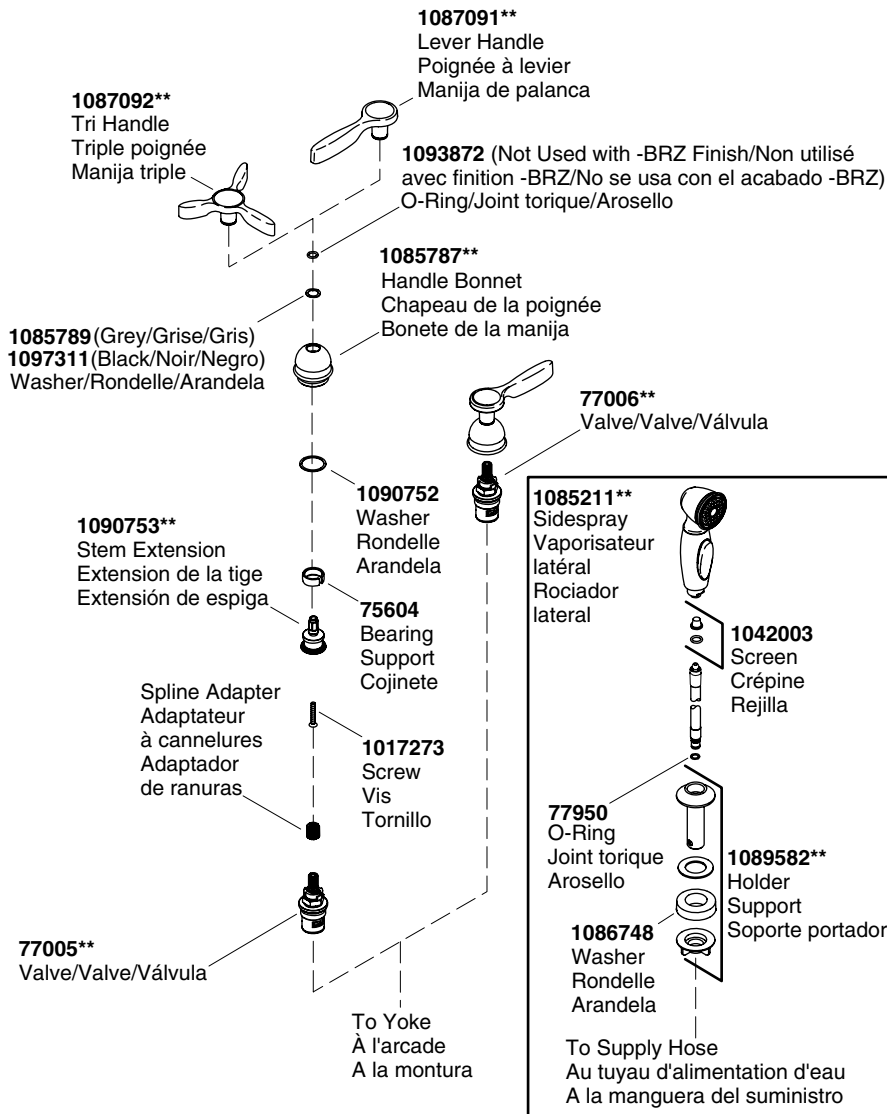 1087091**
Lever Handle
Poignée à levier
Manija de palanca
1087092**
Tri Handle
Triple poignée
Manija triple
1093872 (Not Used with -BRZ Finish/Non utilisé
avec finition -BRZ/No se usa con el acabado -BRZ)
O-Ring/Joint torique/Arosello
1085787**
Handle Bonnet
Chapeau de la poignée
Bonete de la manija
1085789 (Grey/Grise/Gris)
1097311 (Black/Noir/Negro)
Washer/Rondelle/Arandela
77006**
Valve/Valve/Válvula
1090752
Washer
Rondelle
Arandela
1090753**
Stem Extension
Extension de la tige
Extensión de espiga
75604
Bearing
Support
Cojinete
Spline Adapter
Adaptateur
à cannelures
Adaptador
de ranuras
1017273
Screw
Vis
Tornillo
77005**
Valve/Valve/Válvula
To Yoke
À l'arcade
A la montura
1085211**
Sidespray
Vaporisateur
latéral
Rociador
lateral
1042003
Screen
Crépine
Rejilla
77950
O-Ring
Joint torique
Arosello
1089582**
Holder
Support
Soporte portador
1086748
Washer
Rondelle
Arandela
To Supply Hose
Au tuyau d'alimentation d'eau
A la manguera del suministro